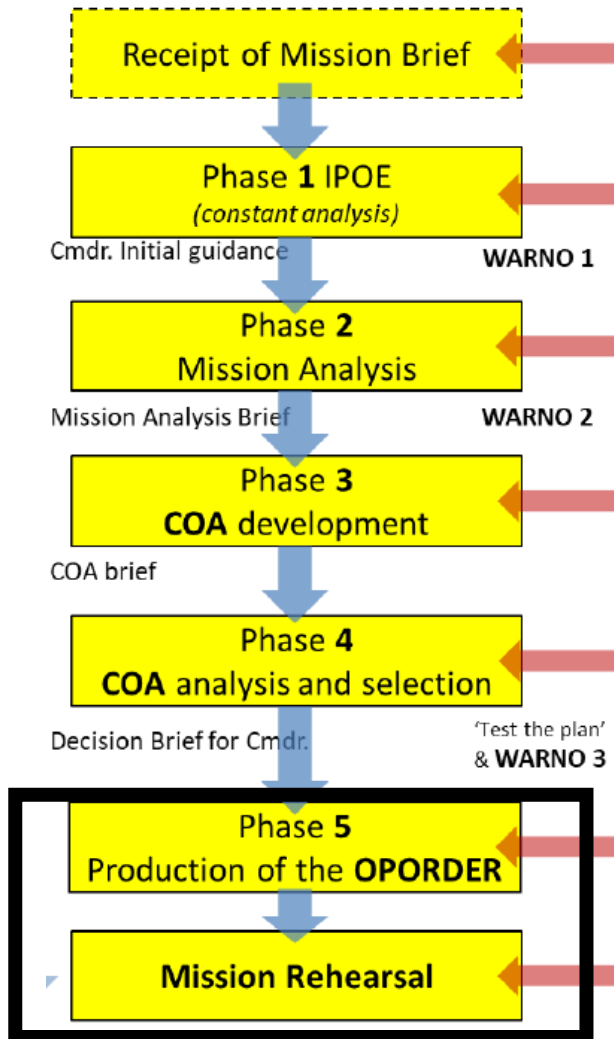 Receipt of Mission Brief
Phase 1 IPOE
(constant analysis)
Cmdr. Initial guidance
WARNO 1
Phase 2
Mission Analysis
Mission Analysis Brief
WARNO 2
Phase 3
COA development
COA brief
Phase 4
COA analysis and selection
Decision Brief for Cmdr.
'Test the plan'
& WARNO 3
Phase 5
Production of the OPORDER
Mission Rehearsal